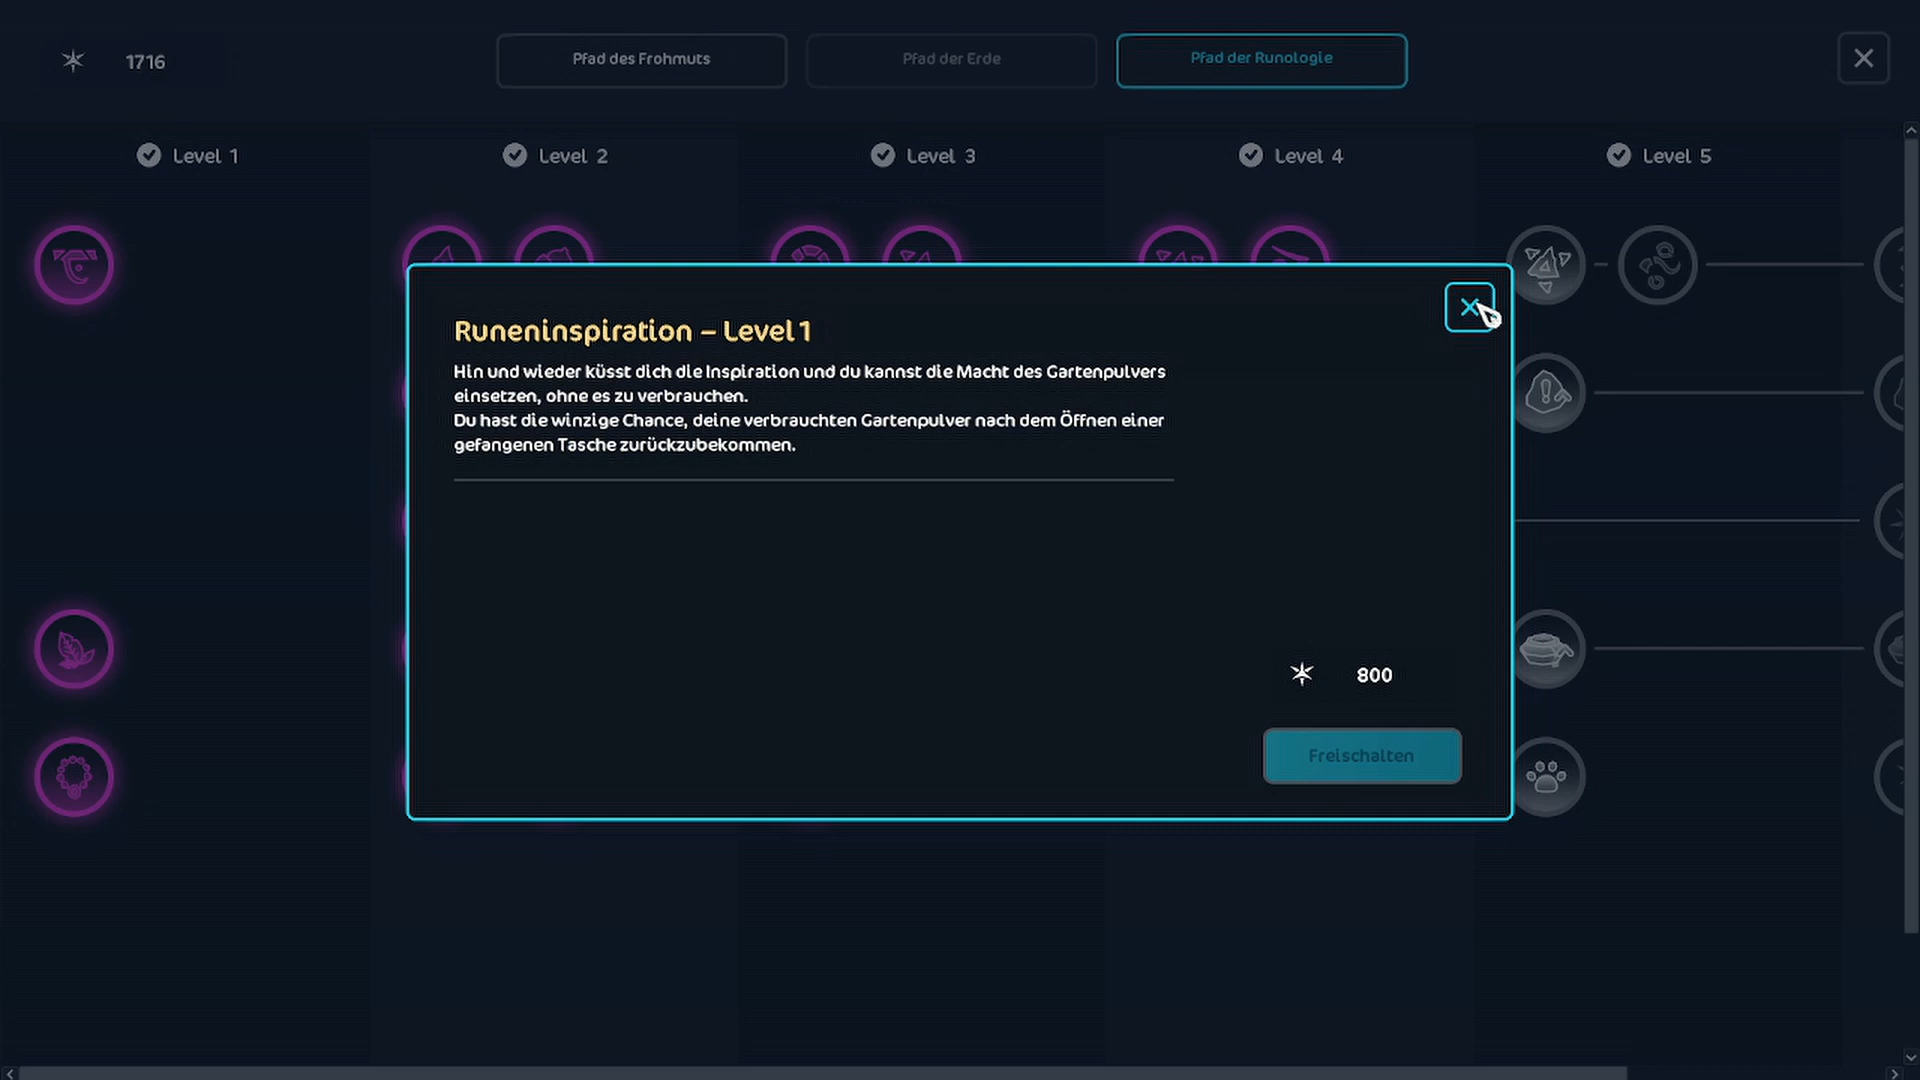 1716
Pfad des Frohmuts
Pfad der Erde
Pfad der Runologie
Level 1
Level 2
Level 3
Level 4
Level 5
Runeninspiration – Level 1
Hin und wieder küsst dich die Inspiration und du kannst die Macht des Gartenpulvers
einsetzen, ohne es zu verbrauchen.
Du hast die winzige Chance, deine verbrauchten Gartenpulver nach dem Öffnen einer
gefangenen Tasche zurückzubekommen.
800
Freischalten